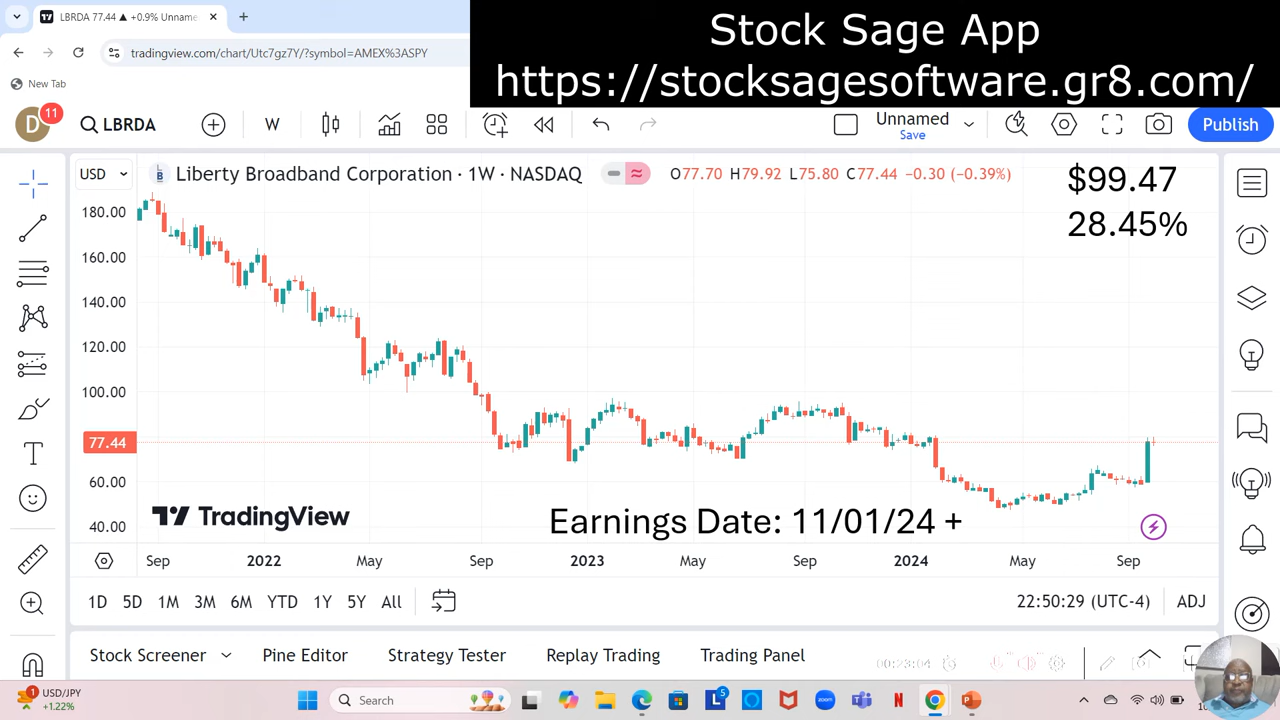 LBRDA 77.44 ▲ +0.9% Unname
Stock Sage App
https://stocksagesoftware.gr8.com/
tradingview.com/chart/Utc7gz7Y/?symbol=AMEX%3ASPY
New Tab
D 11
LBRDA
W
Unnamed
Save
Publish
USD
Liberty Broadband Corporation · 1W · NASDAQ
O77.70 H79.92 L75.80 C77.44 −0.30 (−0.39%)
$99.47
28.45%
180.00
160.00
140.00
120.00
100.00
77.44
60.00
40.00
TradingView
Earnings Date: 11/01/24 +
Sep 2022 May Sep 2023 May Sep 2024 May Sep
1D 5D 1M 3M 6M YTD 1Y 5Y All
22:50:29 (UTC-4) ADJ
Stock Screener Pine Editor Strategy Tester Replay Trading Trading Panel
00:23:04
1
USD/JPY
+1.22%
Search
5